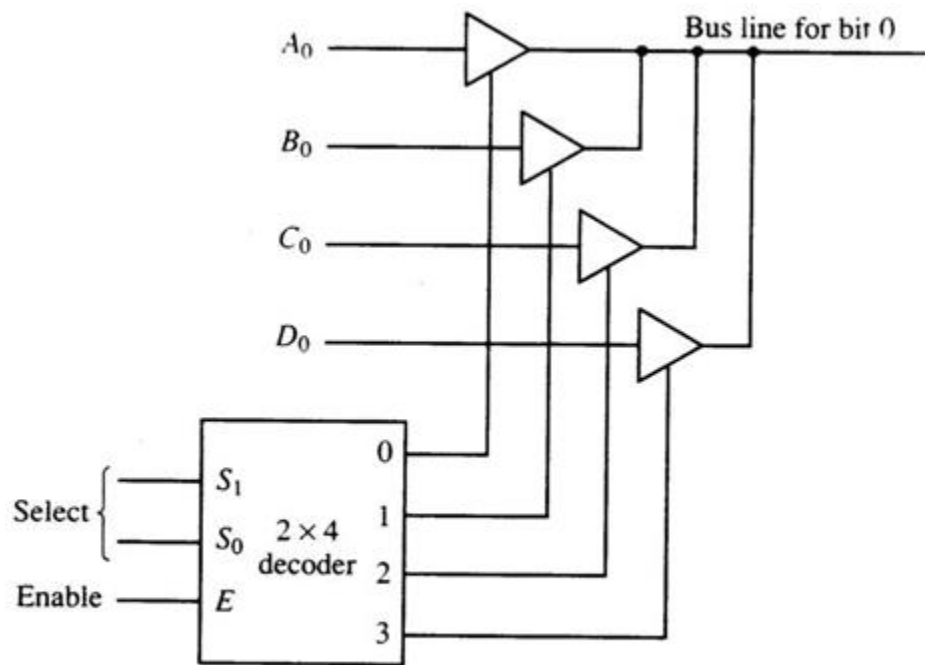 A₀
Bus line for bit 0
B₀
C₀
D₀
Select
S₁
S₀
Enable
E
2 × 4
decoder
0
1
2
3